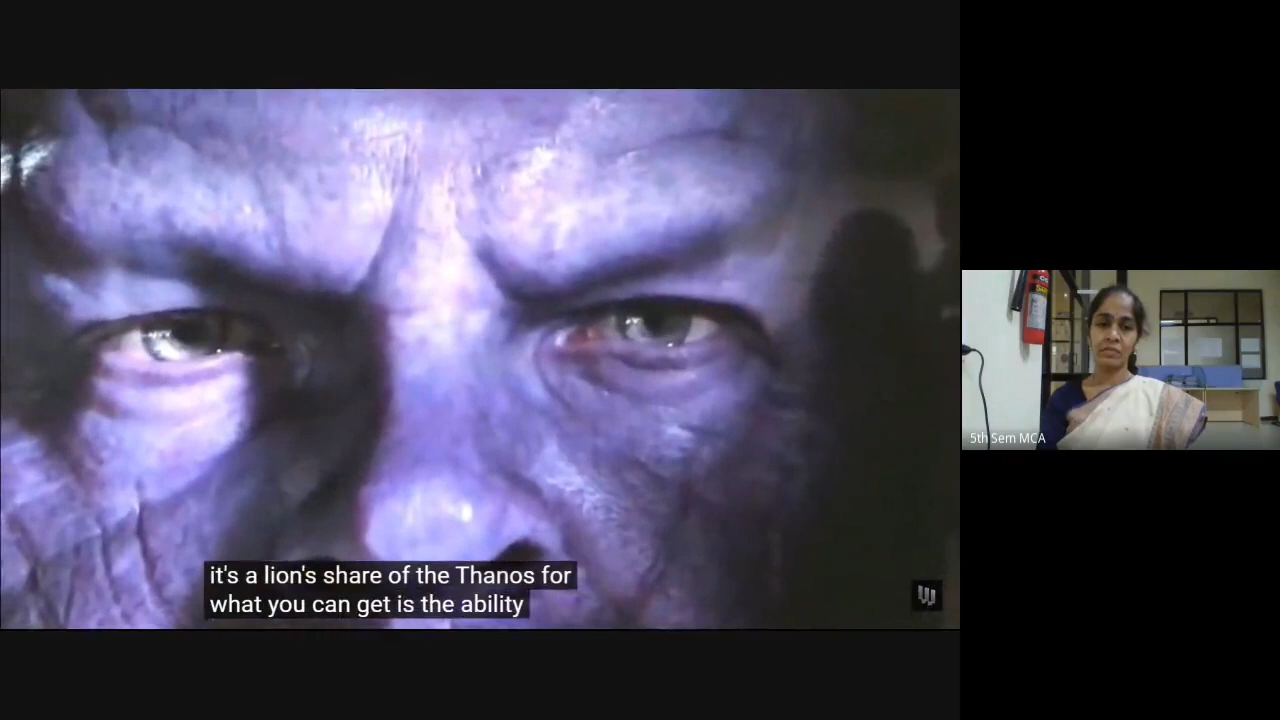 it's a lion's share of the Thanos for
what you can get is the ability
5th Sem MCA